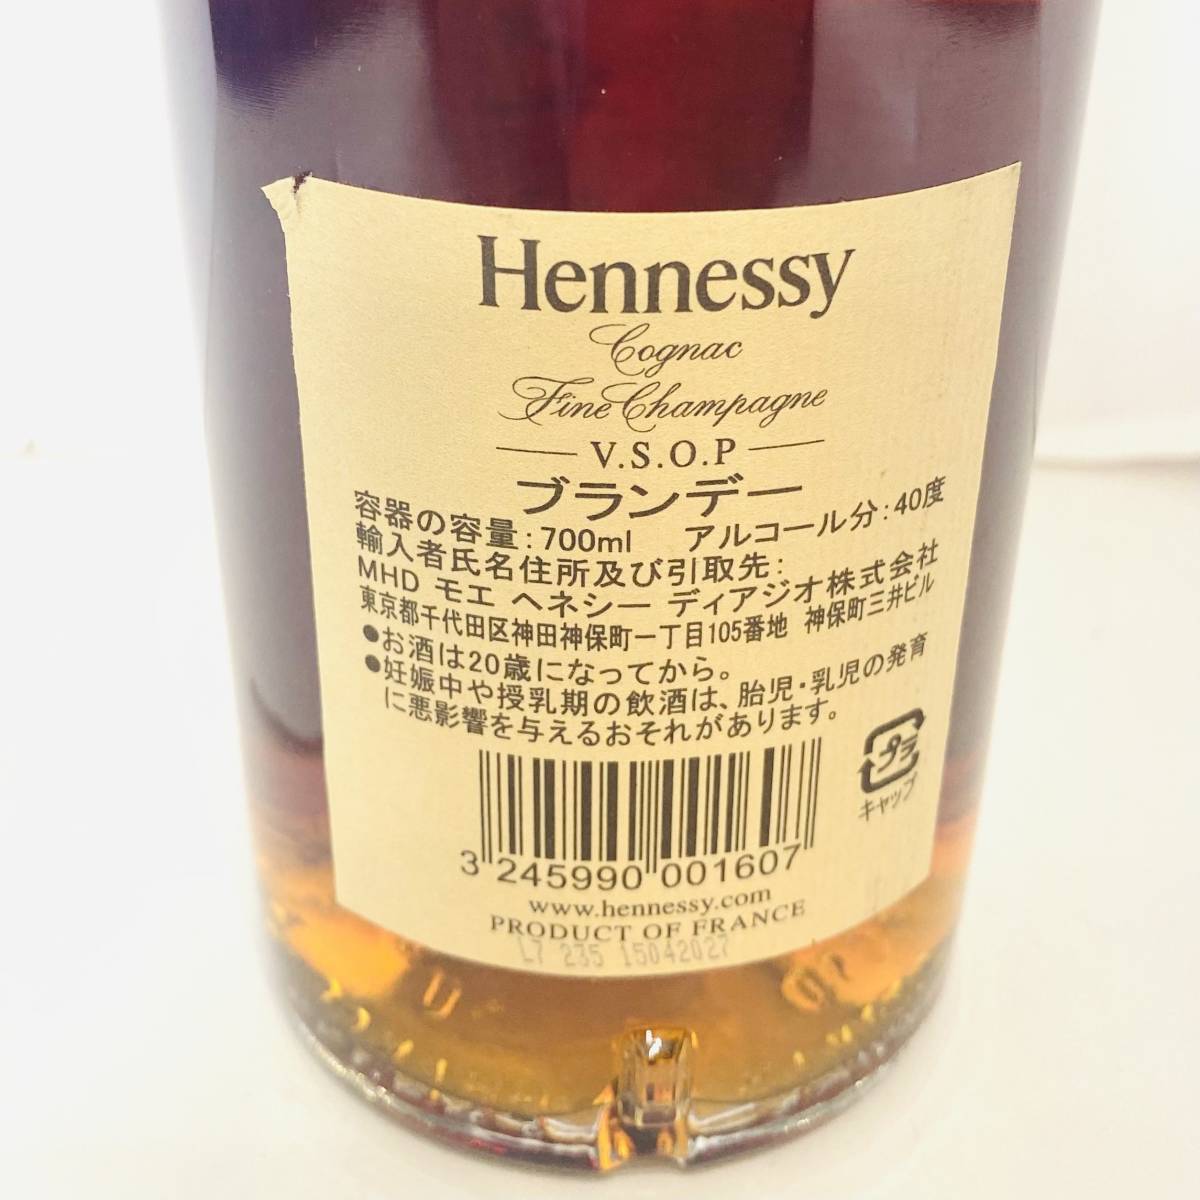 Hennessy
Cognac
Fine Champagne
V.S.O.P
ブランデー
容器の容量:700ml アルコール分:40度
輸入者氏名住所及び引取先:
MHD モエ ヘネシー ディアジオ株式会社
東京都千代田区神田神保町一丁目105番地 神保町三井ビル
●お酒は20歳になってから。
●妊娠中や授乳期の飲酒は、胎児・乳児の発育
に悪影響を与えるおそれがあります。
プラ
キャップ
3 245990 001607
www.hennessy.com
PRODUCT OF FRANCE
L7 235 15042027